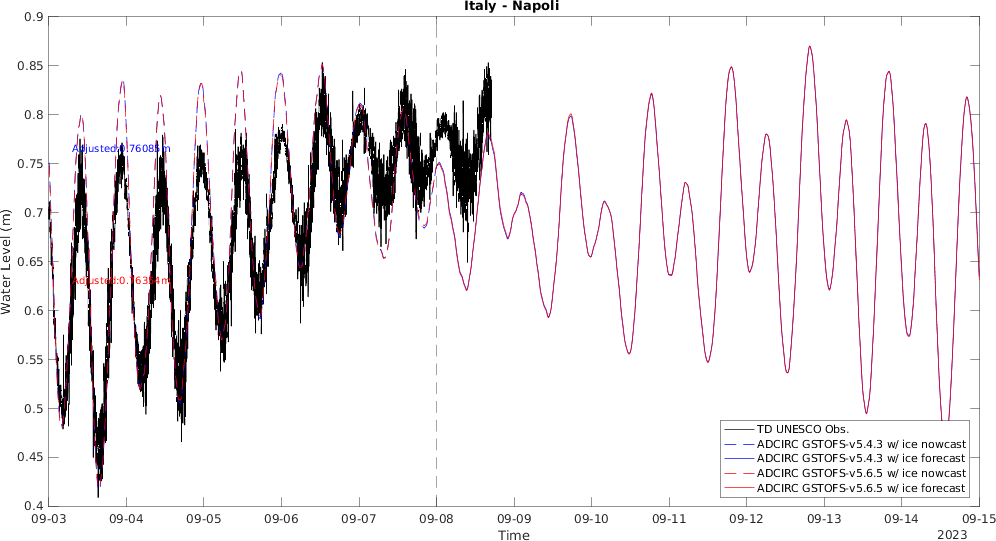 Italy - Napoli
0.9
0.85
0.8
0.75
0.7
0.65
0.6
0.55
0.5
0.45
0.4
Water Level (m)
Adjusted:0.76085m
TD UNESCO Obs.
ADCIRC GSTOFS-v5.4.3 w/ ice nowcast
ADCIRC GSTOFS-v5.4.3 w/ ice forecast
ADCIRC GSTOFS-v5.6.5 w/ ice nowcast
ADCIRC GSTOFS-v5.6.5 w/ ice forecast
09-03 09-04 09-05 09-06 09-07 09-08 09-09 09-10 09-11 09-12 09-13 09-14 09-15
Time
2023